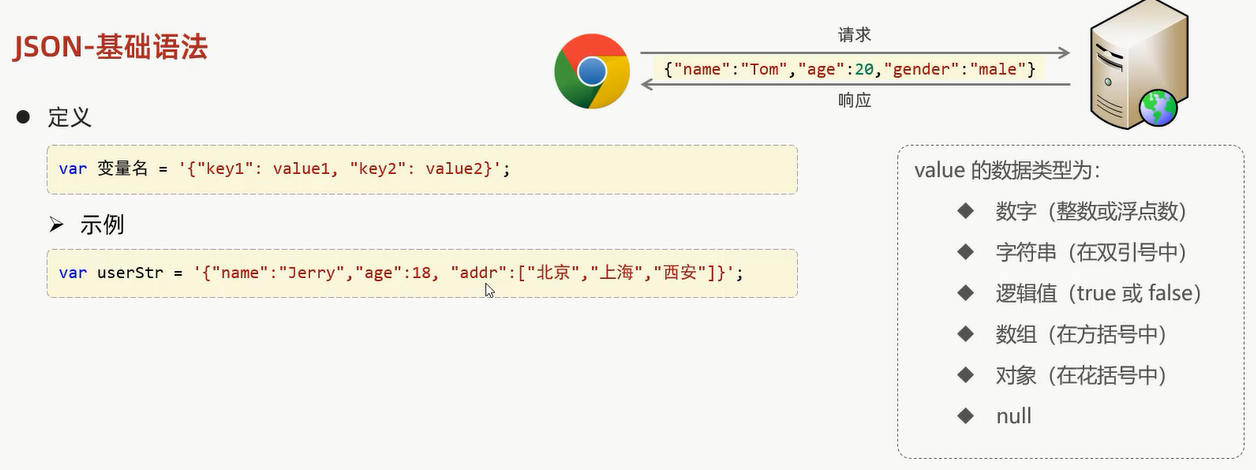 JSON-基础语法
请求
{"name":"Tom","age":20,"gender":"male"}
响应
定义
var 变量名 = '{"key1": value1, "key2": value2}';
示例
var userStr = '{"name":"Jerry","age":18, "addr":["北京","上海","西安"]}';
value 的数据类型为：
数字（整数或浮点数）
字符串（在双引号中）
逻辑值（true 或 false）
数组（在方括号中）
对象（在花括号中）
null